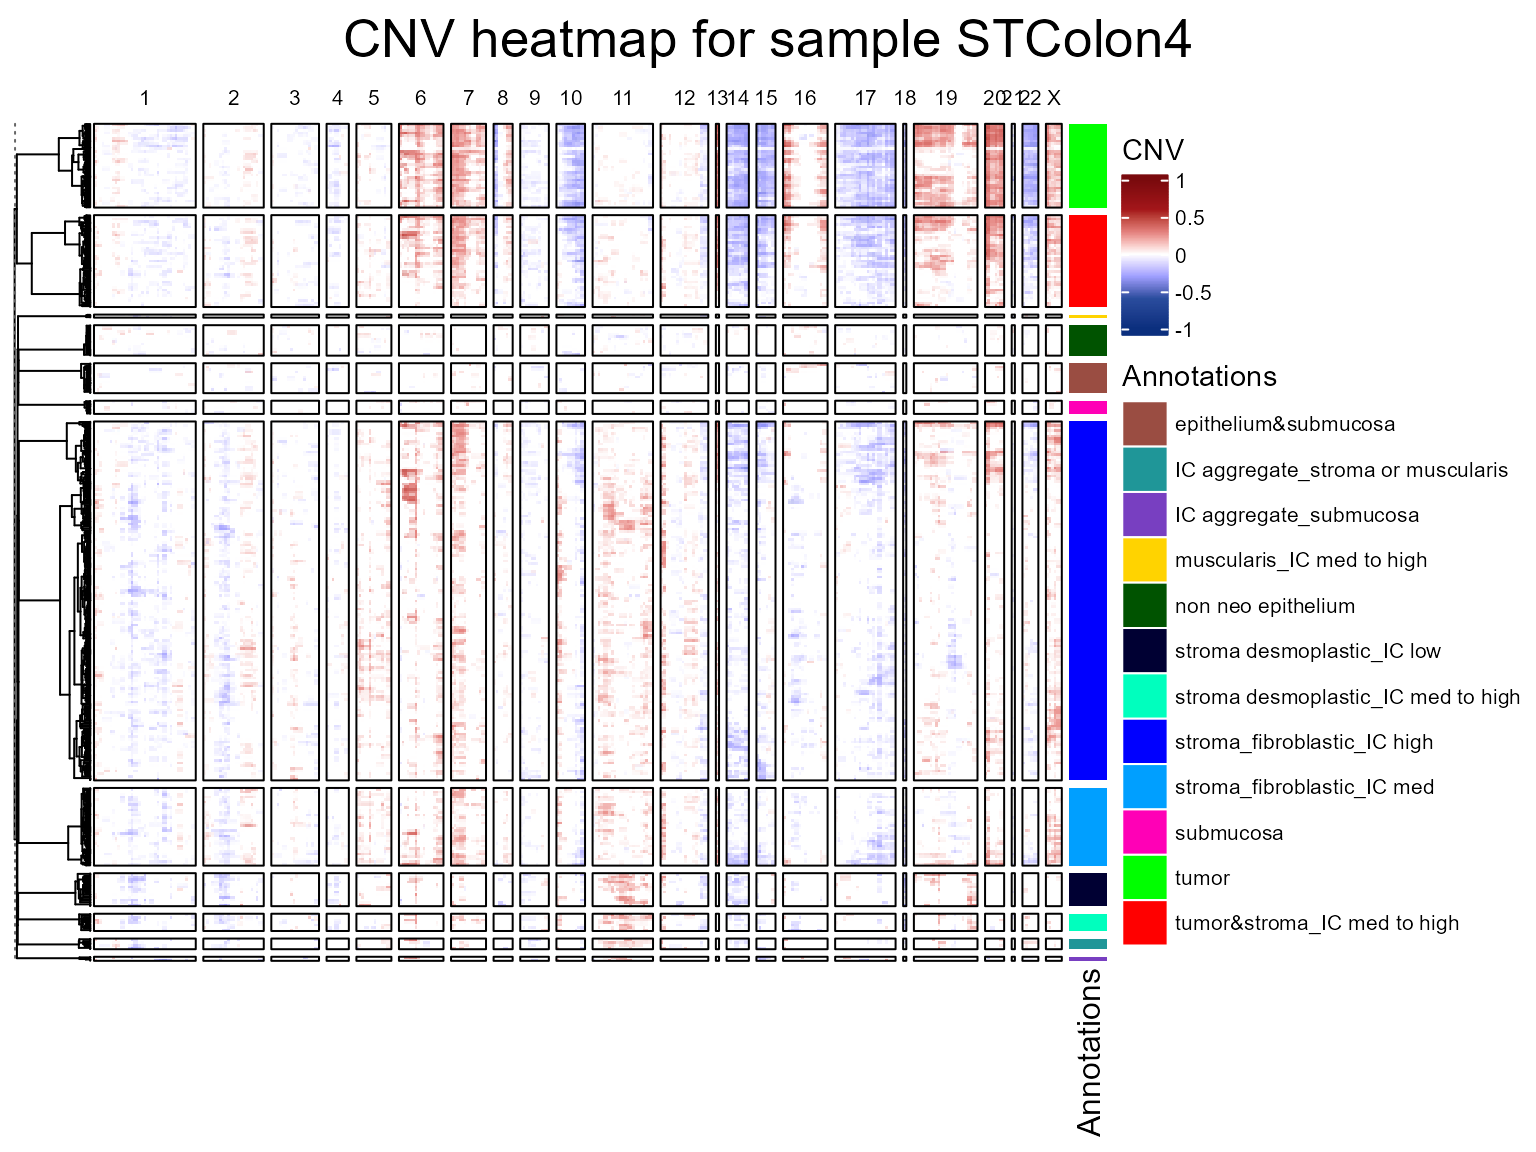 CNV heatmap for sample STColon4
1 2 3 4 5 6 7 8 9 10 11 12 13 14 15 16 17 18 19 20 21 22 X
CNV
1
0.5
0
-0.5
-1
Annotations
epithelium&submucosa
IC aggregate_stroma or muscularis
IC aggregate_submucosa
muscularis_IC med to high
non neo epithelium
stroma desmoplastic_IC low
stroma desmoplastic_IC med to high
stroma_fibroblastic_IC high
stroma_fibroblastic_IC med
submucosa
tumor
tumor&stroma_IC med to high
Annotations